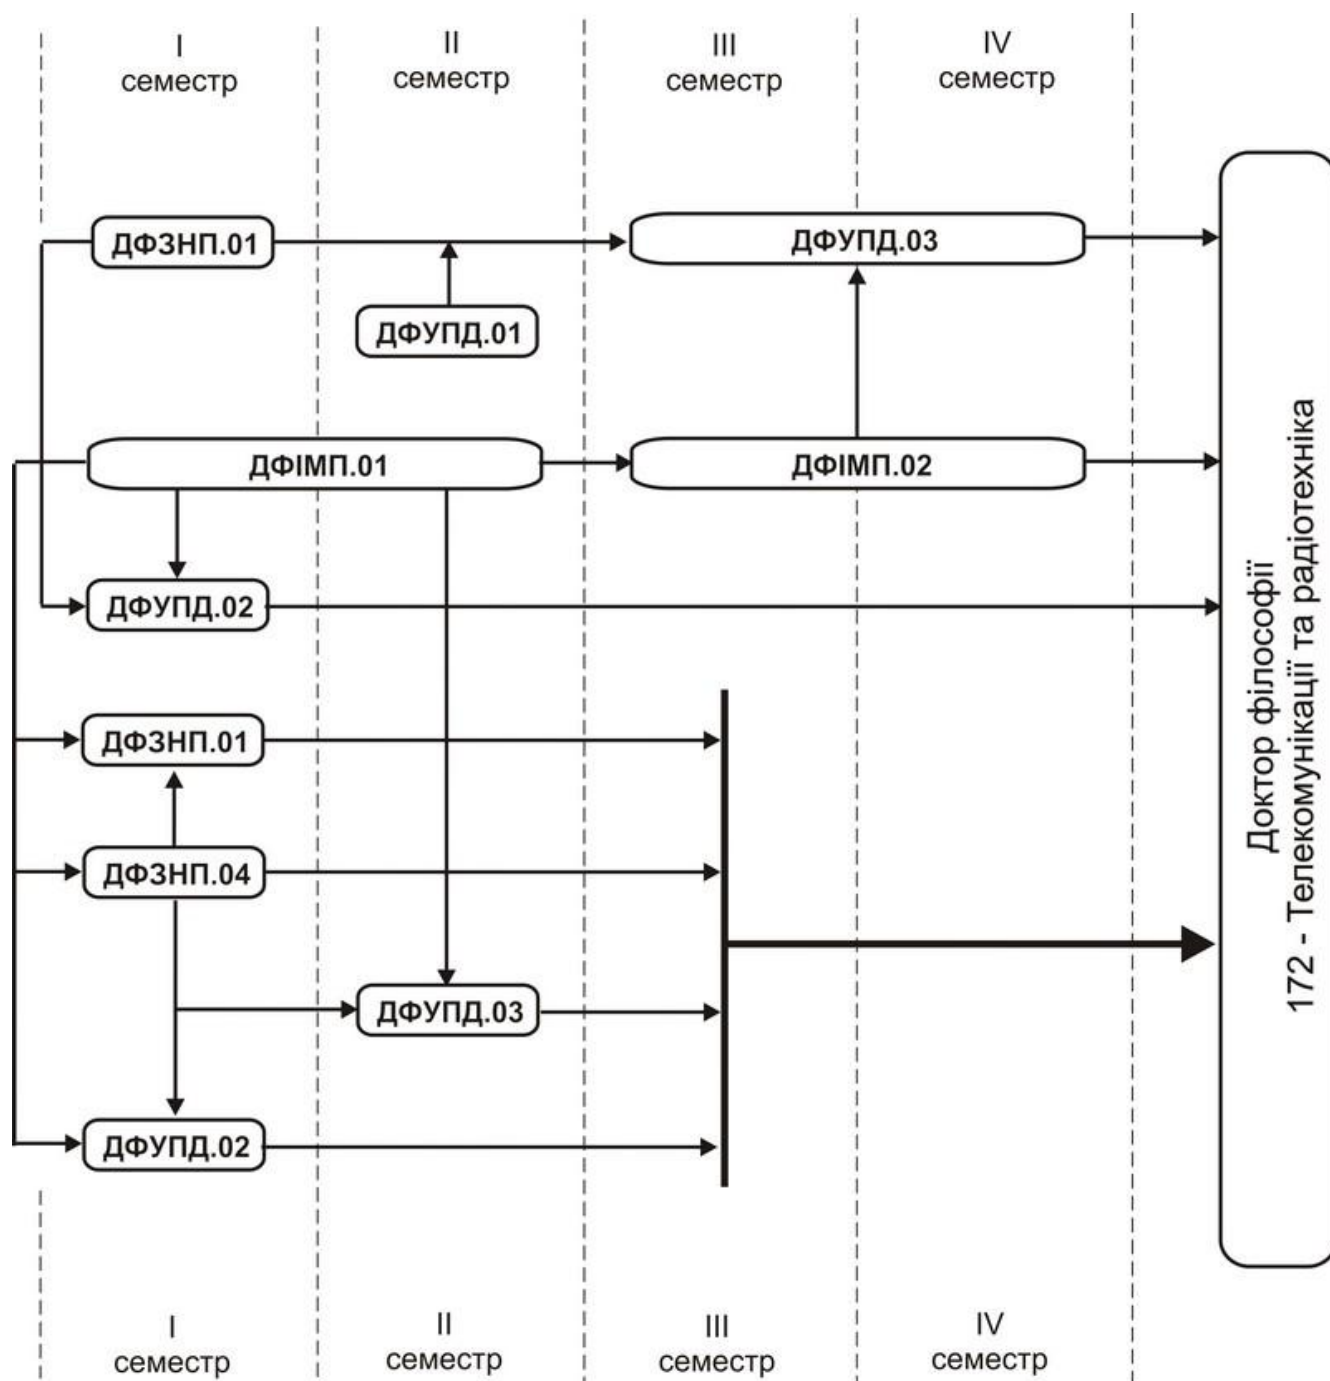 I
семестр
II
семестр
III
семестр
IV
семестр
ДФЗНП.01
ДФУПД.03
ДФУПД.01
ДФІМП.01
ДФІМП.02
ДФУПД.02
ДФЗНП.01
ДФЗНП.04
ДФУПД.03
ДФУПД.02
Доктор філософії
172 - Телекомунікації та радіотехніка
I
семестр
II
семестр
III
семестр
IV
семестр